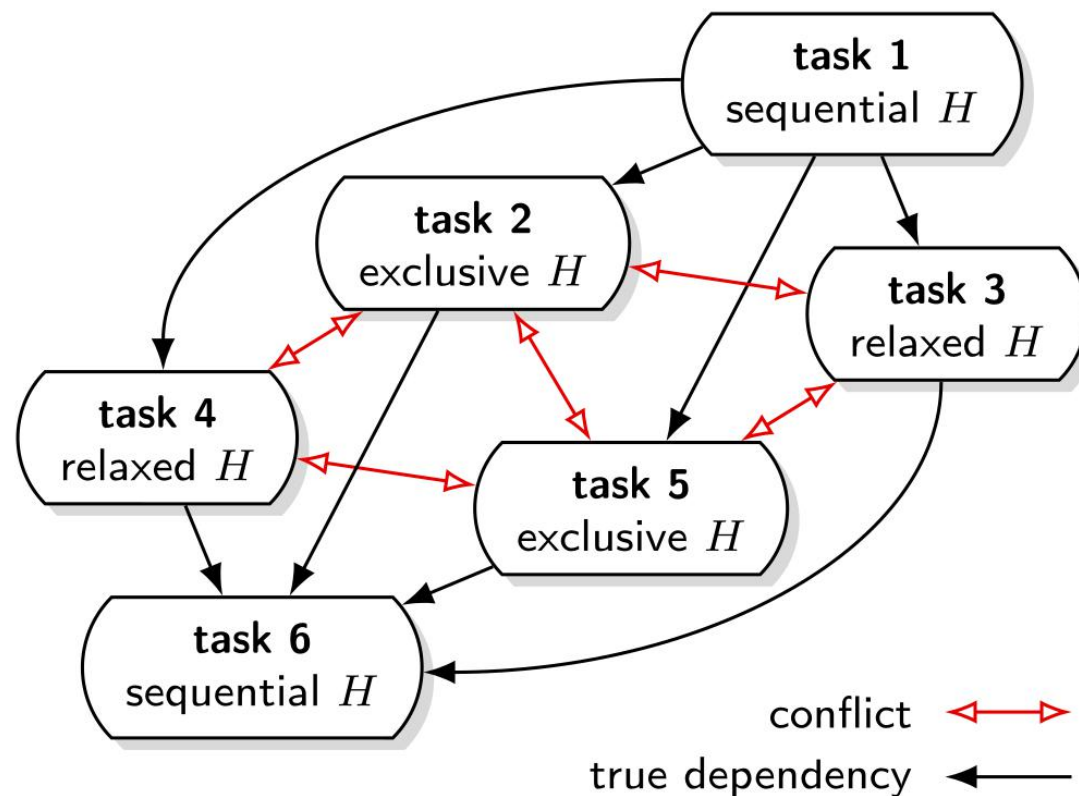 task 1
sequential H
task 2
exclusive H
task 3
relaxed H
task 4
relaxed H
task 5
exclusive H
task 6
sequential H
conflict
true dependency